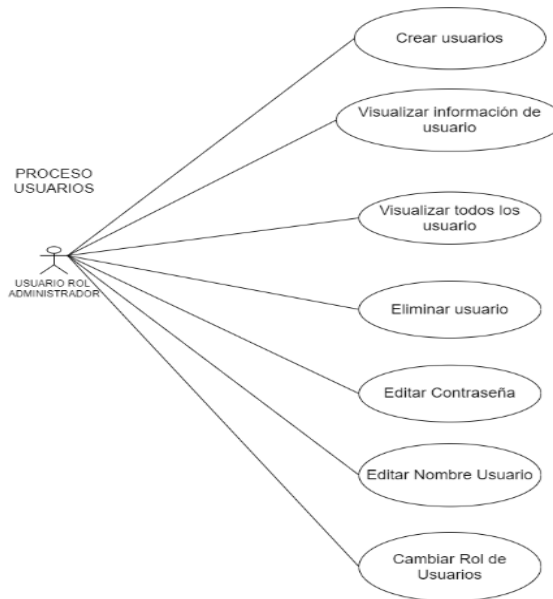 Crear usuarios
Visualizar información de
usuario
PROCESO
USUARIOS
Visualizar todos los
usuario
USUARIO ROL
ADMINISTRADOR
Eliminar usuario
Editar Contraseña
Editar Nombre Usuario
Cambiar Rol de
Usuarios